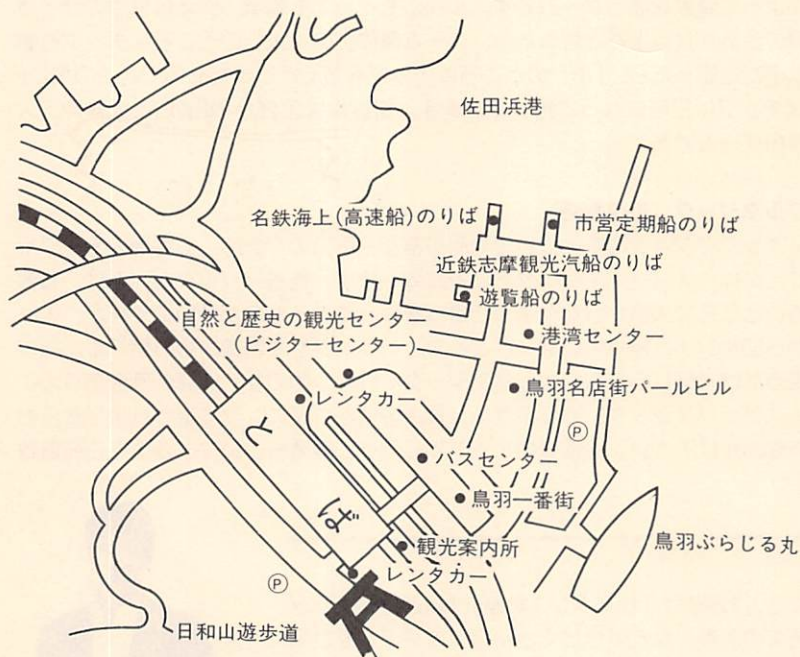 佐田浜港
名鉄海上(高速船)のりば
市営定期船のりば
近鉄志摩観光汽船のりば
遊覧船のりば
自然と歴史の観光センター
(ビジターセンター)
港湾センター
レンタカー
鳥羽名店街パールビル
とば
Ⓟ
バスセンター
鳥羽一番街
観光案内所
鳥羽ぶらじる丸
レンタカー
Ⓟ
日和山遊歩道